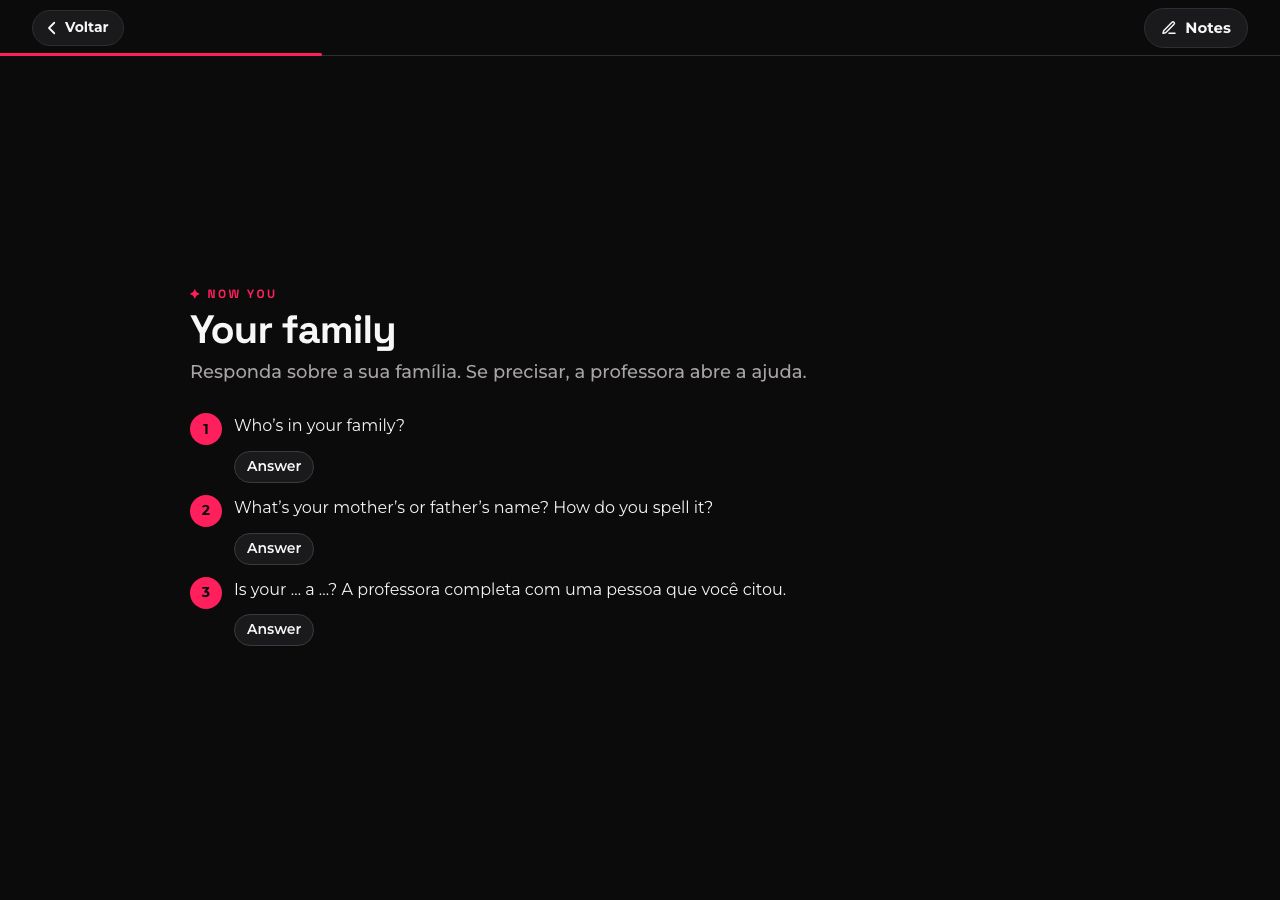 Voltar
Notes
NOW YOU
Your family
Responda sobre a sua família. Se precisar, a professora abre a ajuda.
1 Who's in your family?
Answer
2 What's your mother's or father's name? How do you spell it?
Answer
3 Is your ... a ...? A professora completa com uma pessoa que você citou.
Answer